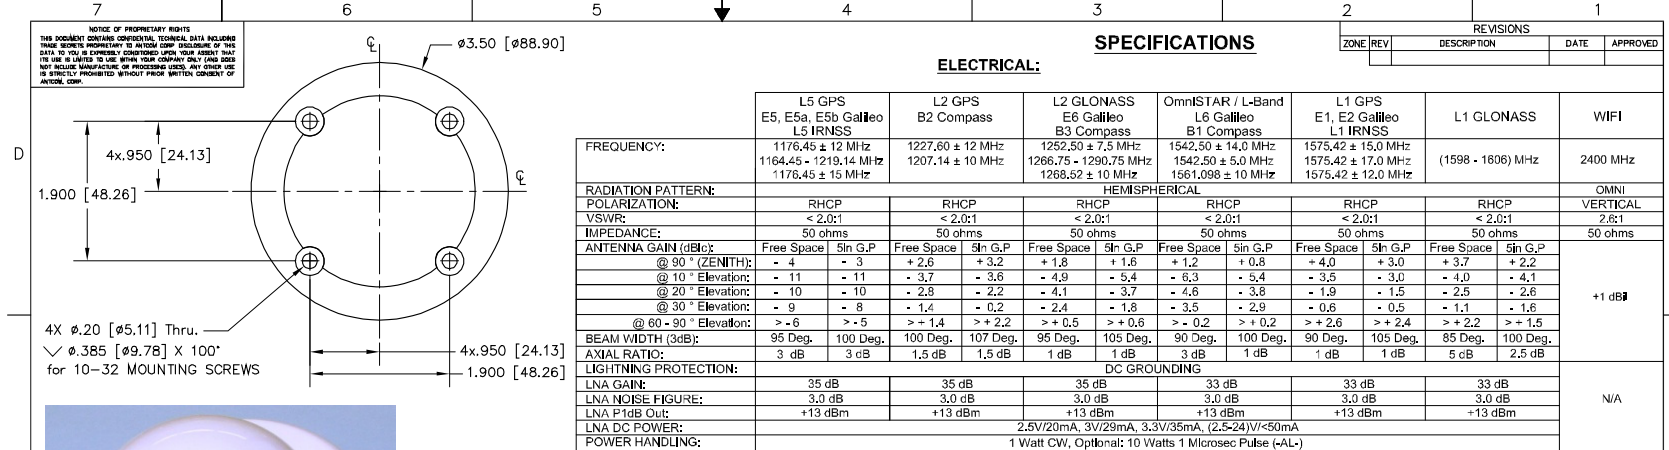 7 6 5 4 3 2 1
D
NOTICE OF PROPRIETARY RIGHTS
THIS DOCUMENT CONTAINS CONFIDENTIAL TECHNICAL DATA INCLUDING
TRADE SECRETS PROPRIETARY TO ANTCOM CORP DISCLOSURE OF THIS
DATA TO YOU IS EXPRESSLY CONDITIONED UPON YOUR ASSENT THAT
ITS USE IS LIMITED TO USE WITHIN YOUR COMPANY ONLY (AND DOES
NOT INCLUDE MANUFACTURE OR PROCESSING USES). ANY OTHER USE
IS STRICTLY PROHIBITED WITHOUT PRIOR WRITTEN CONSENT OF
ANTCOM, CORP.
℄
ø3.50 [ø88.90]
4x.950 [24.13]
1.900 [48.26]
℄
4X ø.20 [ø5.11] Thru.
ø.385 [ø9.78] X 100°
for 10-32 MOUNTING SCREWS
4x.950 [24.13]
1.900 [48.26]
SPECIFICATIONS
REVISIONS
ZONE REV DESCRIPTION DATE APPROVED
ELECTRICAL:
L5 GPS L2 GPS L2 GLONASS OmniSTAR / L-Band L1 GPS L1 GLONASS WIFI
E5, E5a, E5b Galileo B2 Compass E6 Galileo L6 Galileo E1, E2 Galileo
L5 IRNSS B3 Compass B1 Compass L1 IRNSS
FREQUENCY: 1176.45 ± 12 MHz 1227.60 ± 12 MHz 1252.50 ± 7.5 MHz 1542.50 ± 14.0 MHz 1575.42 ± 15.0 MHz
1164.45 - 1219.14 MHz 1207.14 ± 10 MHz 1266.75 - 1290.75 MHz 1542.50 ± 5.0 MHz 1575.42 ± 17.0 MHz (1598 - 1606) MHz 2400 MHz
1176.45 ± 15 MHz 1268.52 ± 10 MHz 1561.098 ± 10 MHz 1575.42 ± 12.0 MHz
RADIATION PATTERN: HEMISPHERICAL OMNI
POLARIZATION: RHCP RHCP RHCP RHCP RHCP RHCP VERTICAL
VSWR: < 2.0:1 < 2.0:1 < 2.0:1 < 2.0:1 < 2.0:1 < 2.0:1 2.6:1
IMPEDANCE: 50 ohms 50 ohms 50 ohms 50 ohms 50 ohms 50 ohms 50 ohms
ANTENNA GAIN (dBic): Free Space 5in G.P Free Space 5in G.P Free Space 5in G.P Free Space 5in G.P Free Space 5in G.P Free Space 5in G.P
@ 90 ° (ZENITH): - 4 - 3 + 2.6 + 3.2 + 1.8 + 1.6 + 1.2 + 0.8 + 4.0 + 3.0 + 3.7 + 2.2
@ 10 ° Elevation: - 11 - 11 - 3.7 - 3.6 - 4.9 - 5.4 - 6.3 - 5.4 - 3.5 - 3.0 - 4.0 - 4.1
@ 20 ° Elevation: - 10 - 10 - 2.8 - 2.2 - 4.1 - 3.7 - 4.6 - 3.8 - 1.9 - 1.5 - 2.5 - 2.6
+1 dBil
@ 30 ° Elevation: - 9 - 8 - 1.4 - 0.2 - 2.4 - 1.8 - 3.5 - 2.9 - 0.6 - 0.5 - 1.1 - 1.6
@ 60 - 90 ° Elevation: > - 6 > - 5 > + 1.4 > + 2.2 > + 0.5 > + 0.6 > - 0.2 > + 0.2 > + 2.6 > + 2.4 > + 2.2 > + 1.5
BEAM WIDTH (3dB): 95 Deg. 100 Deg. 100 Deg. 107 Deg. 95 Deg. 105 Deg. 90 Deg. 100 Deg. 90 Deg. 105 Deg. 85 Deg. 100 Deg.
AXIAL RATIO: 3 dB 3 dB 1.5 dB 1.5 dB 1 dB 1 dB 3 dB 1 dB 1 dB 1 dB 5 dB 2.5 dB
LIGHTNING PROTECTION: DC GROUNDING
LNA GAIN: 35 dB 35 dB 35 dB 33 dB 33 dB 33 dB
LNA NOISE FIGURE: 3.0 dB 3.0 dB 3.0 dB 3.0 dB 3.0 dB 3.0 dB N/A
LNA P1dB Out: +13 dBm +13 dBm +13 dBm +13 dBm +13 dBm +13 dBm
LNA DC POWER: 2.5V/20mA, 3V/29mA, 3.3V/35mA, (2.5-24)V/<50mA
POWER HANDLING: 1 Watt CW, Optional: 10 Watts 1 Microsec Pulse (-AL-)